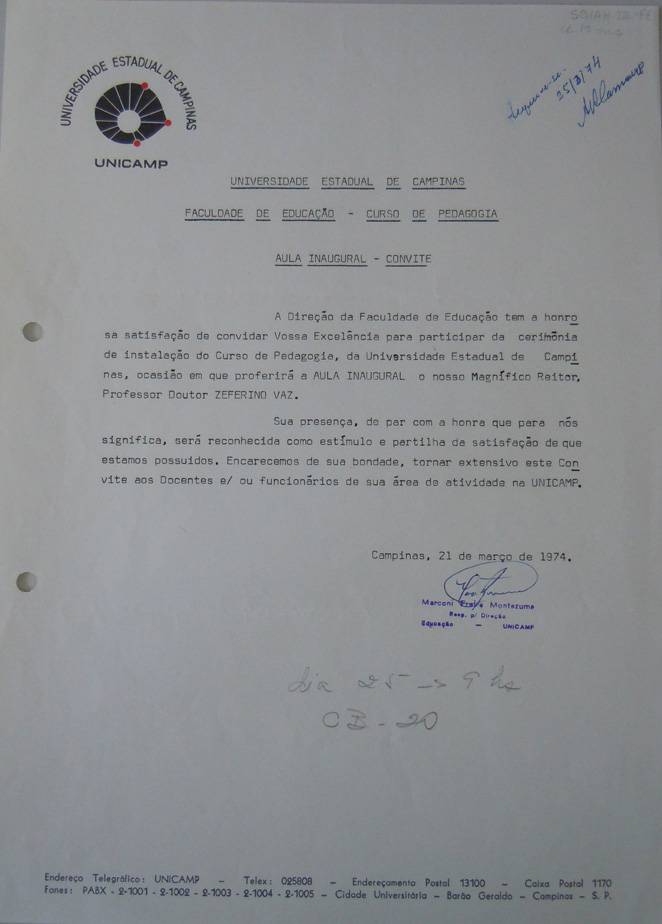 UNIVERSIDADE ESTADUAL DE CAMPINAS
UNICAMP
25/3/74
UNIVERSIDADE ESTADUAL DE CAMPINAS
FACULDADE DE EDUCAÇÃO - CURSO DE PEDAGOGIA
AULA INAUGURAL - CONVITE
A Direção da Faculdade de Educação tem a honro
sa satisfação de convidar Vossa Excelência para participar da cerimônia
de instalação do Curso de Pedagogia, da Universidade Estadual de Campi
nas, ocasião em que proferirá a AULA INAUGURAL o nosso Magnífico Reitor,
Professor Doutor ZEFERINO VAZ.
Sua presença, de par com a honra que para nós
significa, será reconhecida como estímulo e partilha da satisfação de que
estamos possuidos. Encarecemos de sua bondade, tornar extensivo este Con
vite aos Docentes e/ ou funcionários de sua área de atividade na UNICAMP.
Campinas, 21 de março de 1974.
Marconi Freire Montezuma
Resp. p/ Direção
Educação — UNICAMP
dia 25 -> 9 hs
CB - 20
Endereço Telegráfico: UNICAMP — Telex: 025808 — Endereçamento Postal 13100 — Caixa Postal 1170
Fones: PABX - 2-1001 - 2-1002 - 2-1003 - 2-1004 - 2-1005 — Cidade Universitária — Barão Geraldo — Campinas — S. P.